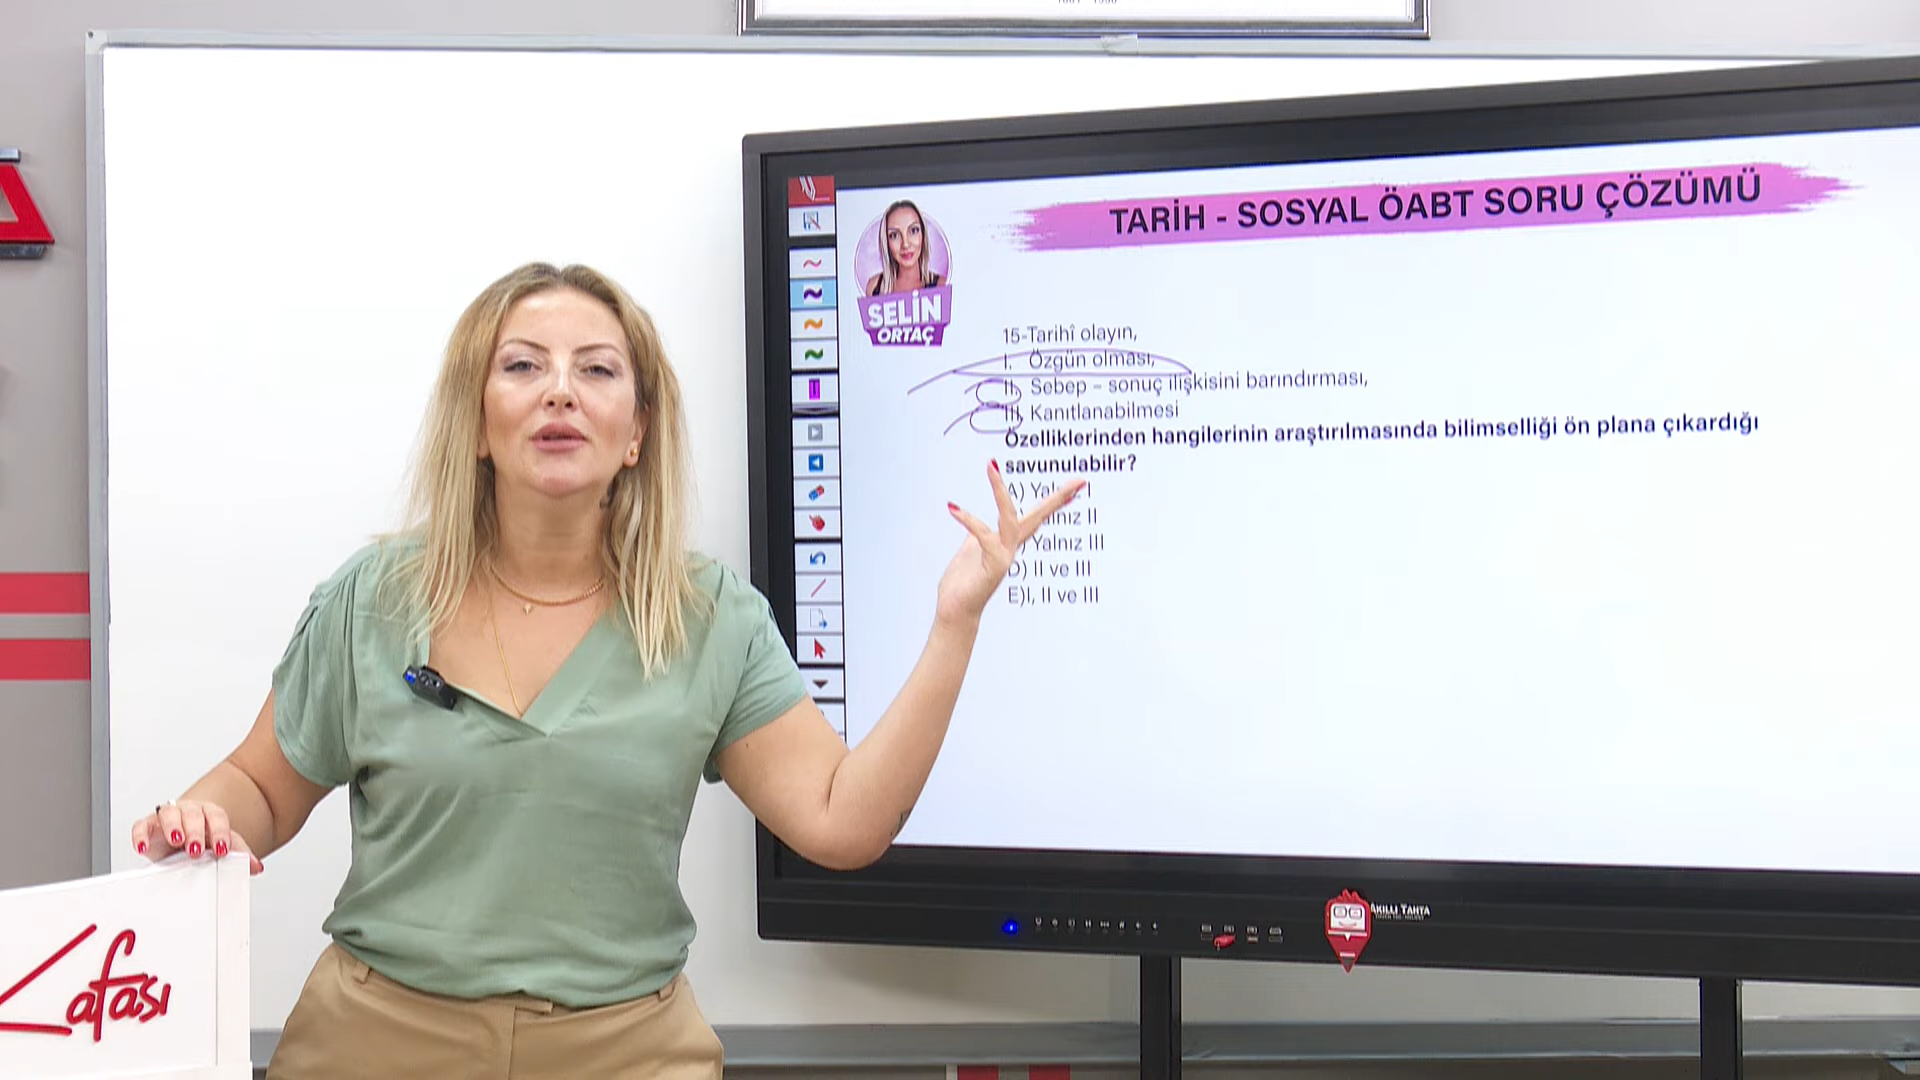 1881 - 1938
TARİH - SOSYAL ÖABT SORU ÇÖZÜMÜ
SELİN
ORTAÇ
15-Tarihî olayın,
I. Özgün olması,
II. Sebep – sonuç ilişkisini barındırması,
III. Kanıtlanabilmesi
Özelliklerinden hangilerinin araştırılmasında bilimselliği ön plana çıkardığı
savunulabilir?
A) Yalnız I
Yalnız II
) Yalnız III
D) II ve III
E)I, II ve III
AKILLI TAHTA
Kafası